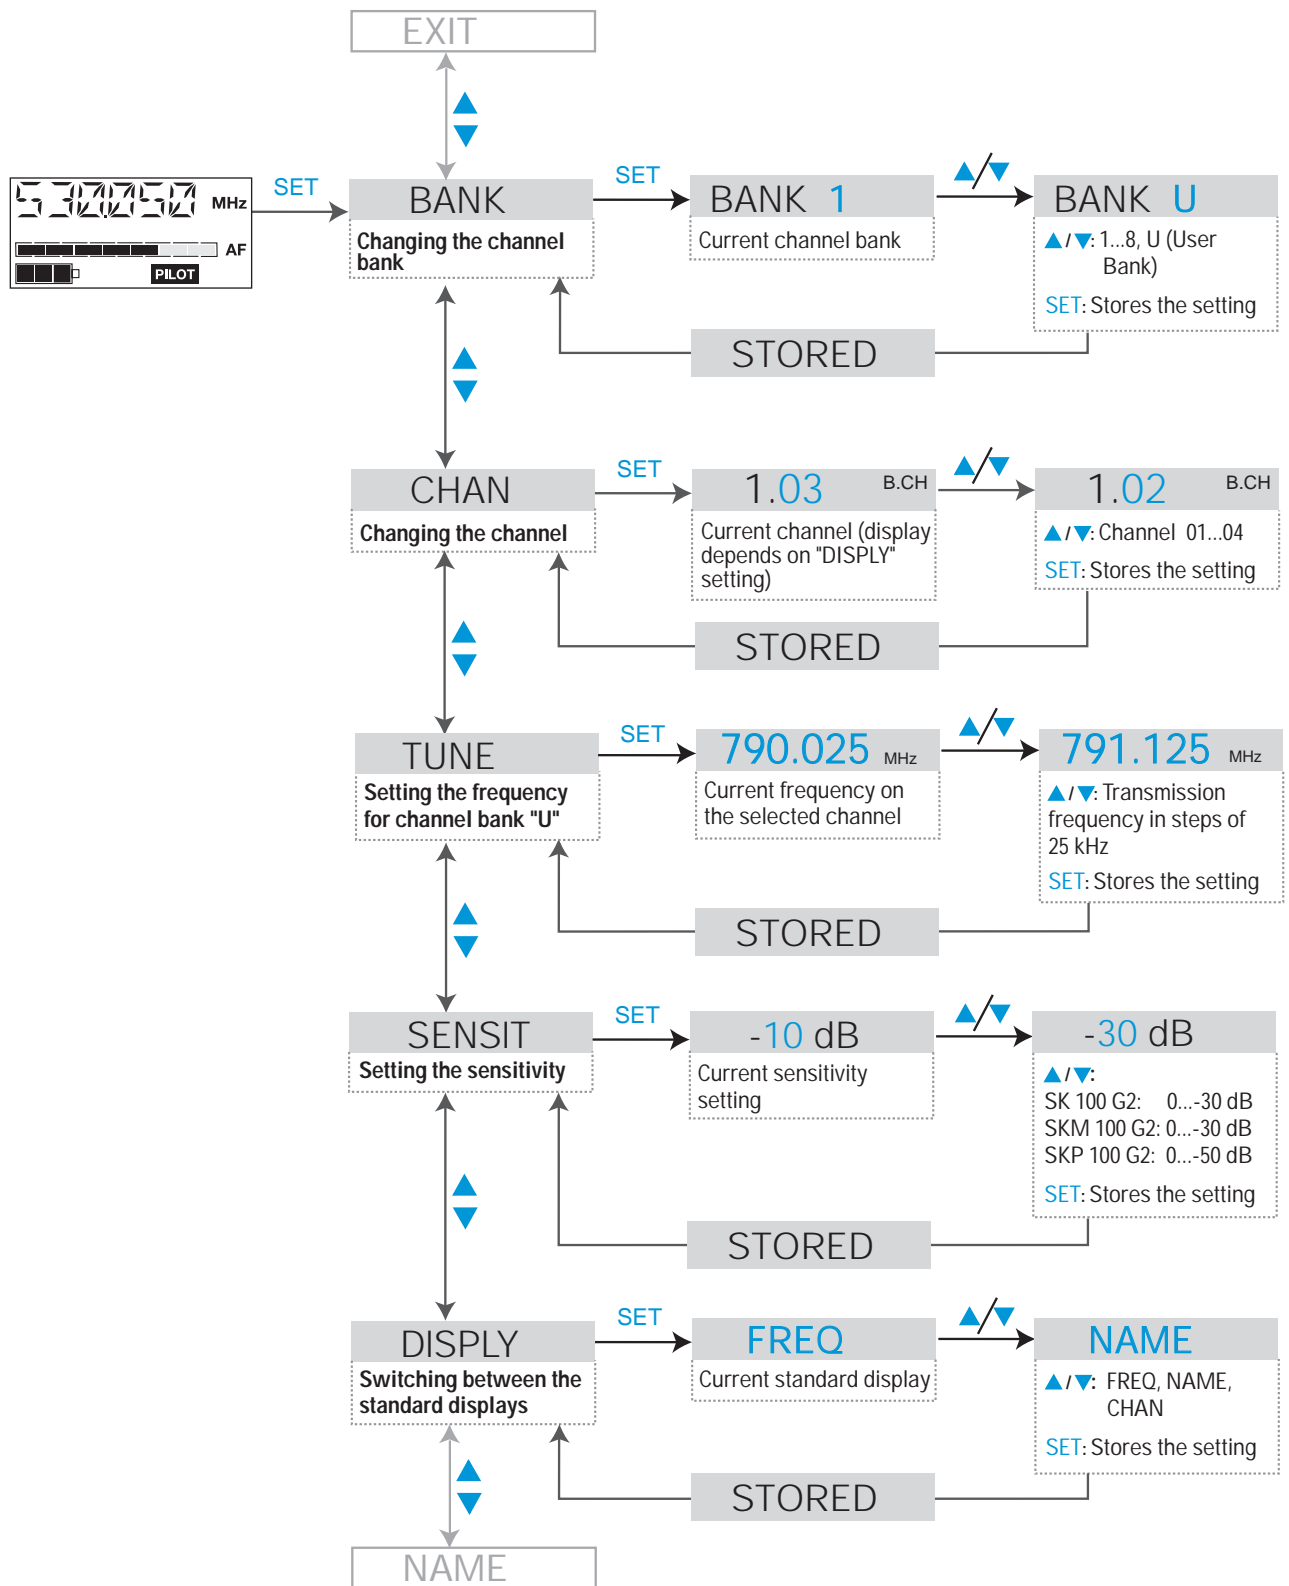 EXIT
530.050 MHz
AF
PILOT
SET
BANK
Changing the channel
bank
SET
BANK 1
Current channel bank
▲/▼
BANK U
▲/▼: 1...8, U (User
Bank)
SET: Stores the setting
STORED
CHAN
Changing the channel
SET
1.03 B.CH
Current channel (display
depends on "DISPLY"
setting)
▲/▼
1.02 B.CH
▲/▼: Channel 01...04
SET: Stores the setting
STORED
TUNE
Setting the frequency
for channel bank "U"
SET
790.025 MHz
Current frequency on
the selected channel
▲/▼
791.125 MHz
▲/▼: Transmission
frequency in steps of
25 kHz
SET: Stores the setting
STORED
SENSIT
Setting the sensitivity
SET
-10 dB
Current sensitivity
setting
▲/▼
-30 dB
▲/▼:
SK 100 G2: 0...-30 dB
SKM 100 G2: 0...-30 dB
SKP 100 G2: 0...-50 dB
SET: Stores the setting
STORED
DISPLY
Switching between the
standard displays
SET
FREQ
Current standard display
▲/▼
NAME
▲/▼: FREQ, NAME,
CHAN
SET: Stores the setting
STORED
NAME